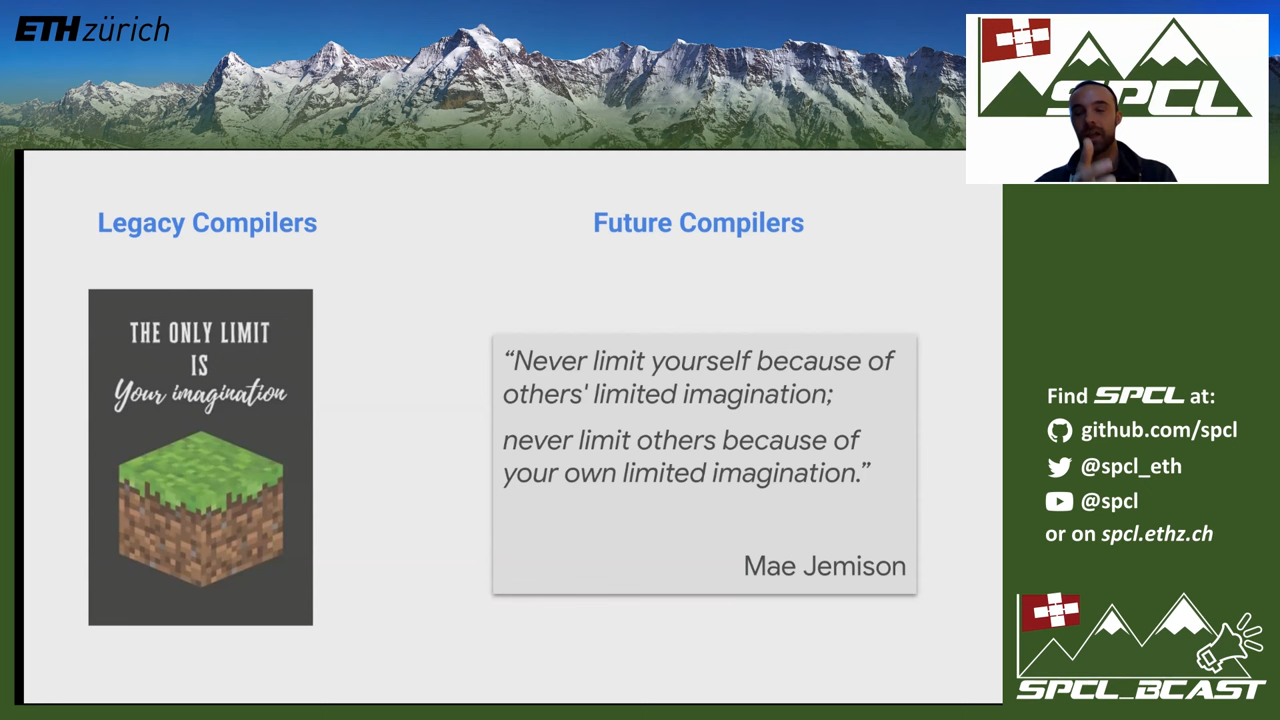 ETH zürich
SPCL
Legacy Compilers
Future Compilers
THE ONLY LIMIT
IS
Your imagination
“Never limit yourself because of
others' limited imagination;
never limit others because of
your own limited imagination.”
Mae Jemison
Find SPCL at:
github.com/spcl
@spcl_eth
@spcl
or on spcl.ethz.ch
SPCL_BCAST